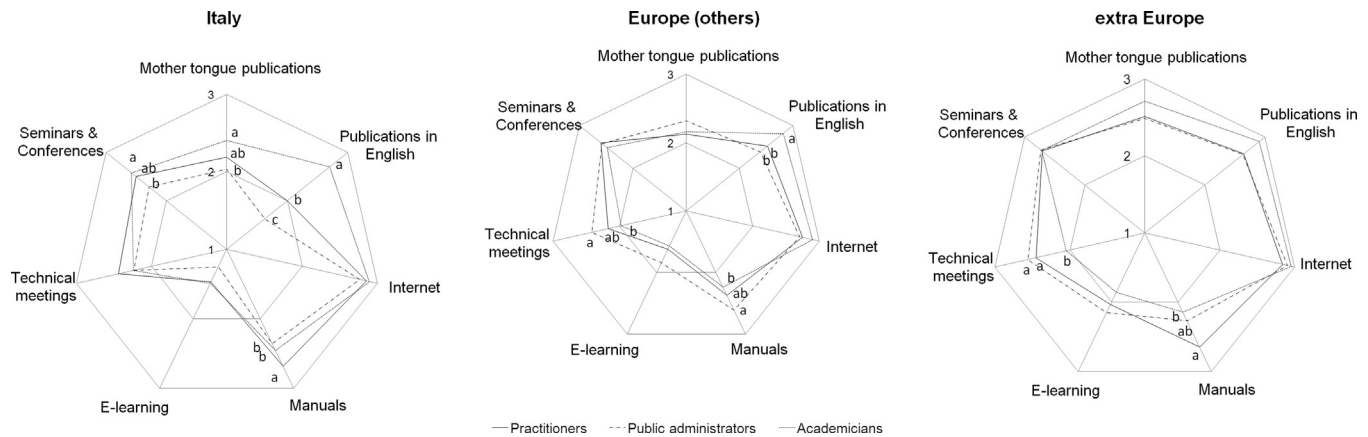 Italy
Mother tongue publications
3
Seminars &
Conferences
Publications in
English
a
a
ab
ab
a
b
2
b
b
c
1
Technical
meetings
Internet
b
b
a
E-learning
Manuals
Europe (others)
Mother tongue publications
3
Seminars &
Conferences
Publications in
English
a
2
b
b
1
Technical
meetings
a
ab
b
Internet
b
ab
a
E-learning
Manuals
extra Europe
Mother tongue publications
3
Seminars &
Conferences
Publications in
English
2
1
Technical
meetings
a
a
b
Internet
b
ab
a
E-learning
Manuals
Practitioners
Public administrators
Academicians